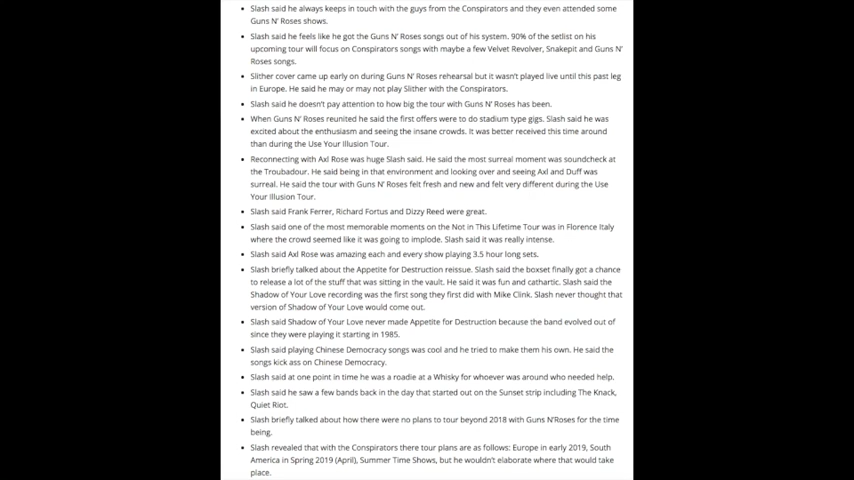 • Slash said he always keeps in touch with the guys from the Conspirators and they even attended some
Guns N' Roses shows.
• Slash said he feels like he got the Guns N' Roses songs out of his system. 90% of the setlist on his
upcoming tour will focus on Conspirators songs with maybe a few Velvet Revolver, Snakepit and Guns N'
Roses songs.
• Slither cover came up early on during Guns N' Roses rehearsal but it wasn't played live until this past leg
in Europe. He said he may or may not play Slither with the Conspirators.
• Slash said he doesn't pay attention to how big the tour with Guns N' Roses has been.
• When Guns N' Roses reunited he said the first offers were to do stadium type gigs. Slash said he was
excited about the enthusiasm and seeing the insane crowds. It was better received this time around
than during the Use Your Illusion Tour.
• Reconnecting with Axl Rose was huge Slash said. He said the most surreal moment was soundcheck at
the Troubadour. He said being in that environment and looking over and seeing Axl and Duff was
surreal. He said the tour with Guns N' Roses felt fresh and new and felt very different during the Use
Your Illusion Tour.
• Slash said Frank Ferrer, Richard Fortus and Dizzy Reed were great.
• Slash said one of the most memorable moments on the Not in This Lifetime Tour was in Florence Italy
where the crowd seemed like it was going to implode. Slash said it was really intense.
• Slash said Axl Rose was amazing each and every show playing 3.5 hour long sets.
• Slash briefly talked about the Appetite for Destruction reissue. Slash said the boxset finally got a chance
to release a lot of the stuff that was sitting in the vault. He said it was fun and cathartic. Slash said the
Shadow of Your Love recording was the first song they first did with Mike Clink. Slash never thought that
version of Shadow of Your Love would come out.
• Slash said Shadow of Your Love never made Appetite for Destruction because the band evolved out of
since they were playing it starting in 1985.
• Slash said playing Chinese Democracy songs was cool and he tried to make them his own. He said the
songs kick ass on Chinese Democracy.
• Slash said at one point in time he was a roadie at a Whisky for whoever was around who needed help.
• Slash said he saw a few bands back in the day that started out on the Sunset strip including The Knack,
Quiet Riot.
• Slash briefly talked about how there were no plans to tour beyond 2018 with Guns N'Roses for the time
being.
• Slash revealed that with the Conspirators there tour plans are as follows: Europe in early 2019, South
America in Spring 2019 (April), Summer Time Shows, but he wouldn't elaborate where that would take
place.